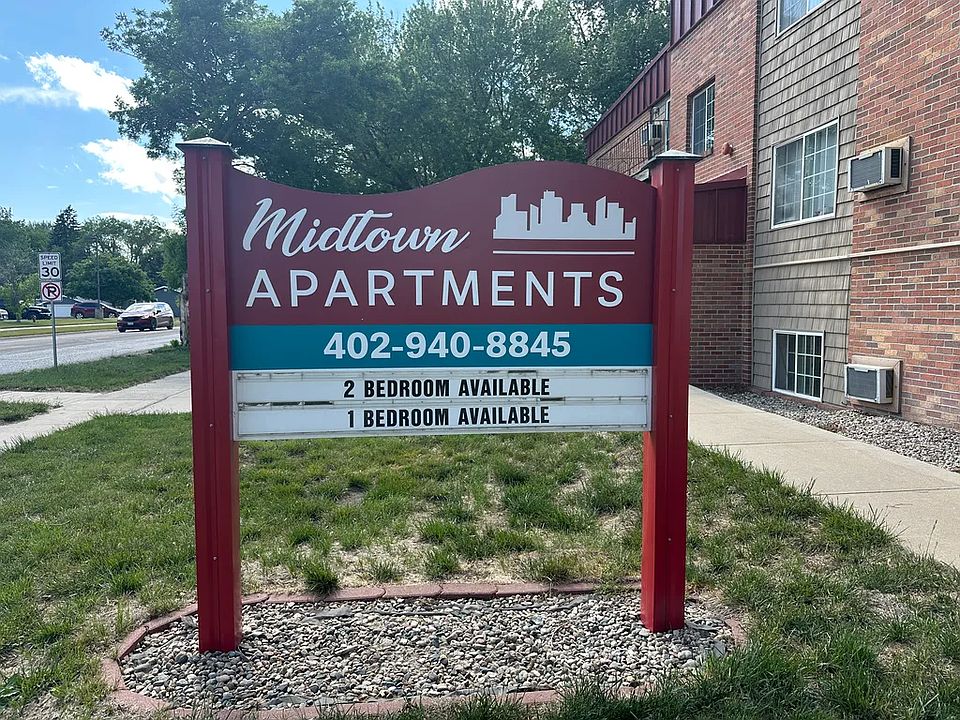 Midtown
APARTMENTS
402-940-8845
2 BEDROOM AVAILABLE
1 BEDROOM AVAILABLE
SPEED
LIMIT
30
P